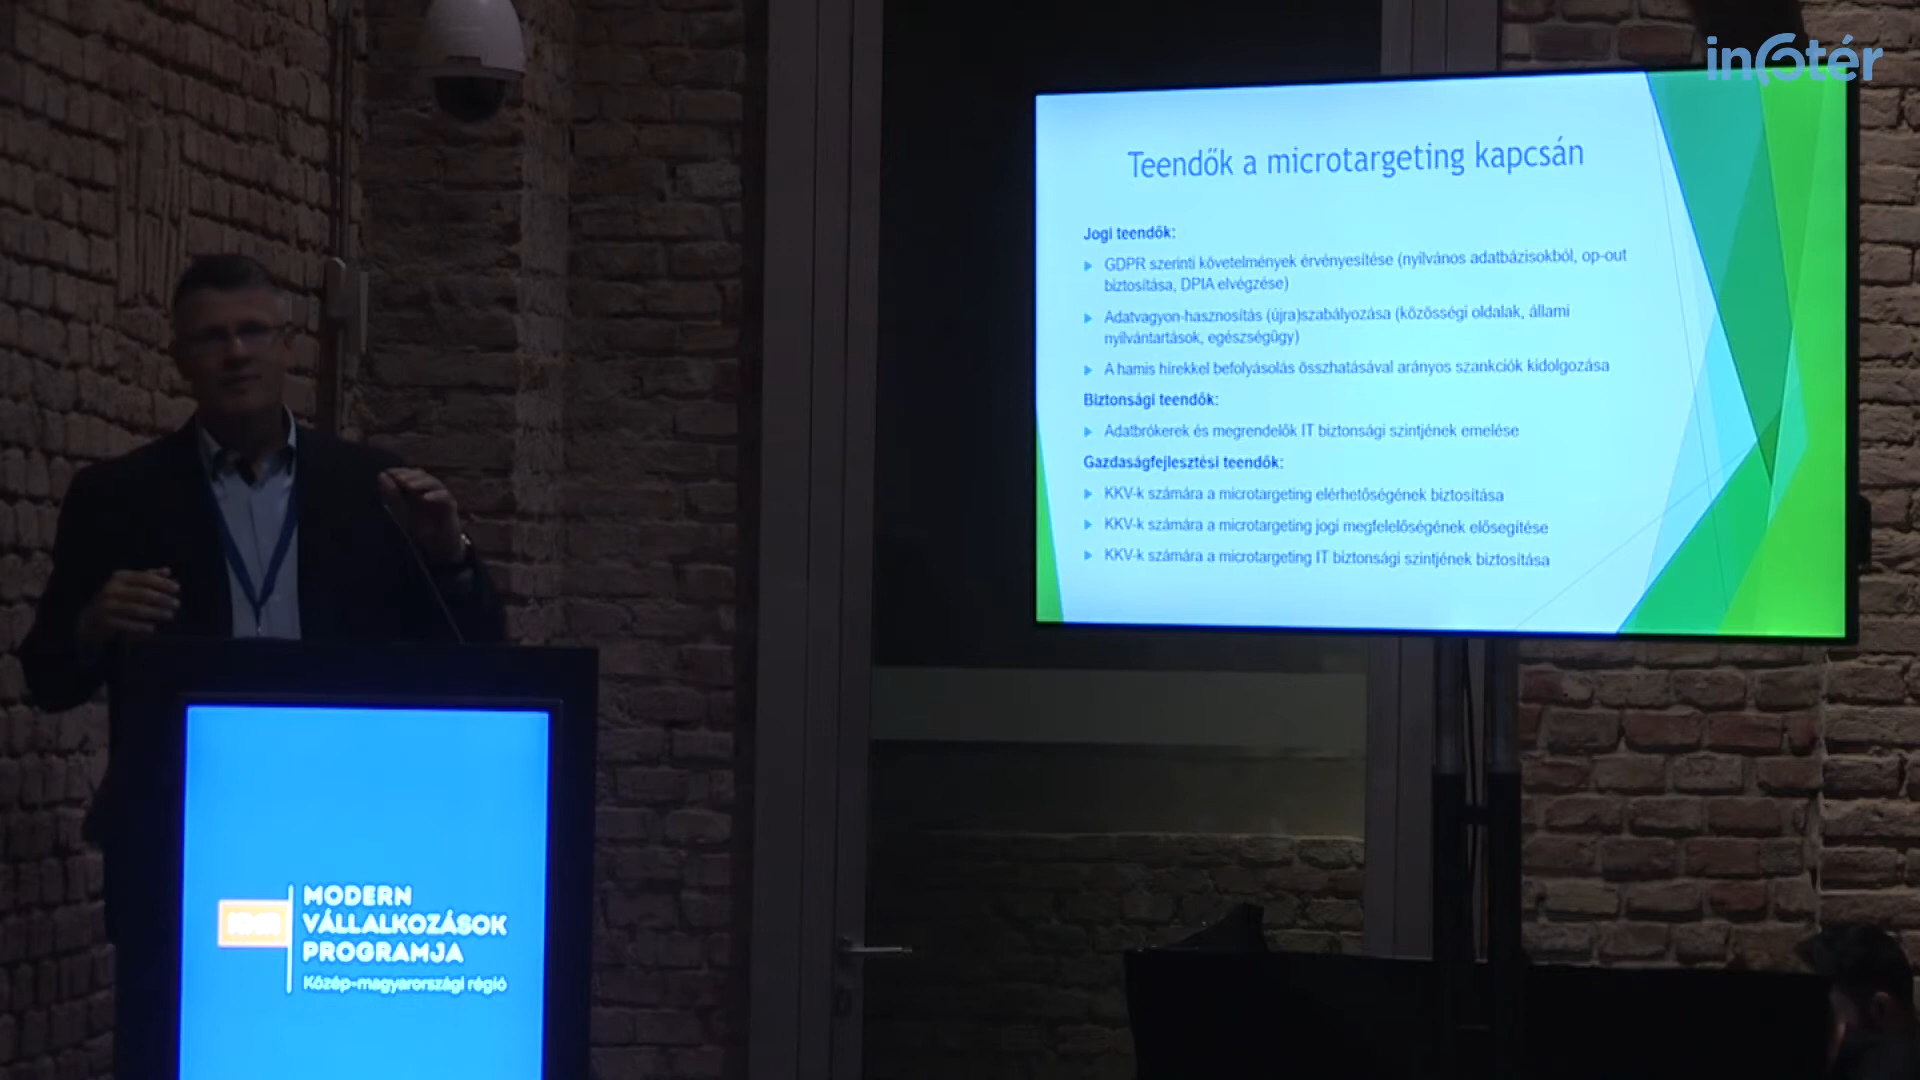 infotér
Teendők a microtargeting kapcsán
Jogi teendők:
GDPR szerinti követelmények érvényesítése (nyilvános adatbázisokból, op-out
biztosítása, DPIA elvégzése)
Adatvagyon-hasznosítás (újra)szabályozása (közösségi oldalak, állami
nyilvántartások, egészségügy)
A hamis hírekkel befolyásolás összhatásával arányos szankciók kidolgozása
Biztonsági teendők:
Adatbrókerek és megrendelők IT biztonsági szintjének emelése
Gazdaságfejlesztési teendők:
KKV-k számára a microtargeting elérhetőségének biztosítása
KKV-k számára a microtargeting jogi megfelelőségének elősegítése
KKV-k számára a microtargeting IT biztonsági szintjének biztosítása
MODERN
VÁLLALKOZÁSOK
PROGRAMJA
Közép-magyarországi régió